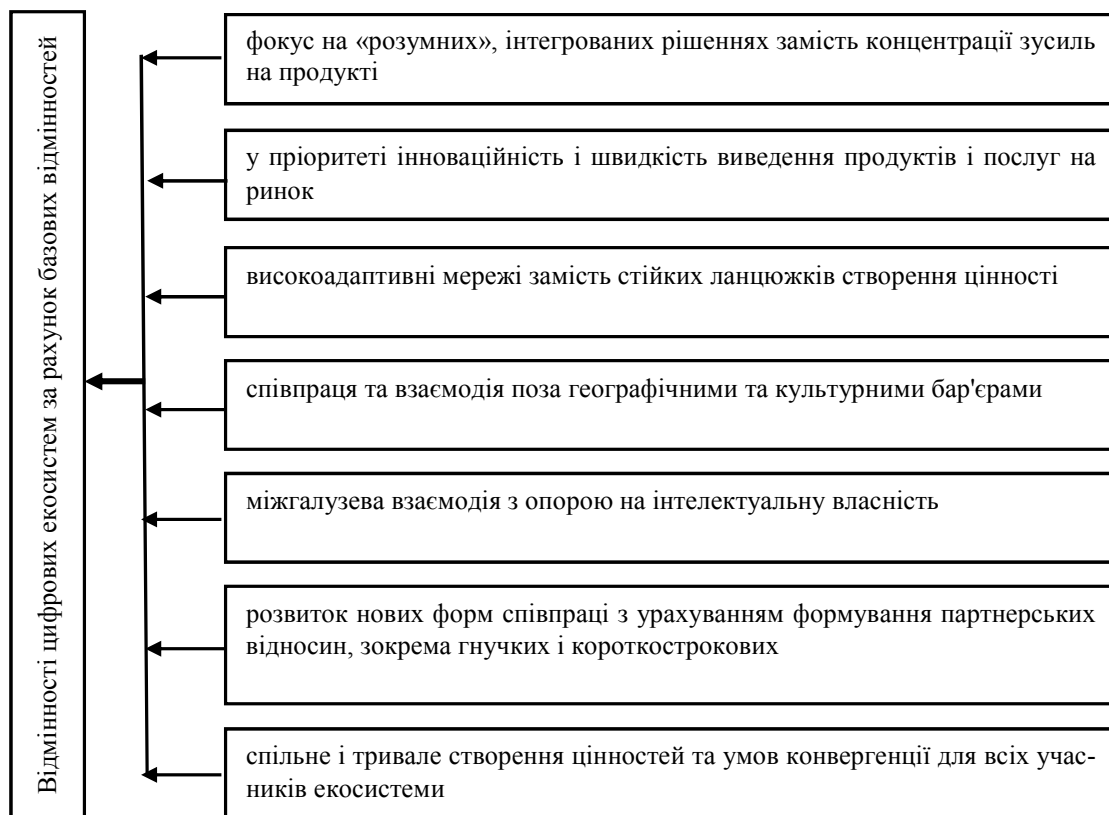 Відмінності цифрових екосистем за рахунок базових відмінностей
фокус на «розумних», інтегрованих рішеннях замість концентрації зусиль
на продукті
у пріоритеті інноваційність і швидкість виведення продуктів і послуг на
ринок
високоадаптивні мережі замість стійких ланцюжків створення цінності
співпраця та взаємодія поза географічними та культурними бар'єрами
міжгалузева взаємодія з опорою на інтелектуальну власність
розвиток нових форм співпраці з урахуванням формування партнерських
відносин, зокрема гнучких і короткострокових
спільне і тривале створення цінностей та умов конвергенції для всіх учас-
ників екосистеми